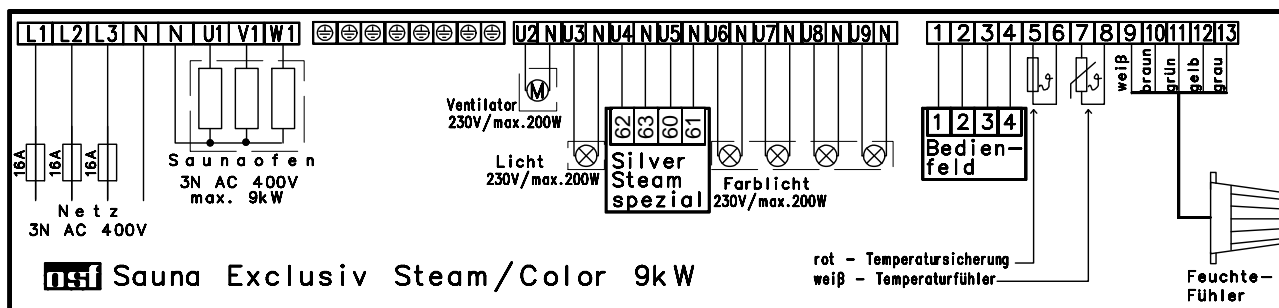 L1 L2 L3 N N U1 V1 W1
U2 N U3 N U4 N U5 N U6 N U7 N U8 N U9 N
1 2 3 4 5 6 7 8 9 10 11 12 13
weiß
braun
grün
gelb
grau
16A
16A
16A
Netz
3N AC 400V
Saunaofen
3N AC 400V
max. 9kW
M
Ventilator
230V/max.200W
Licht
230V/max.200W
62 63 60 61
Silver
Steam
spezial
Farblicht
230V/max.200W
1 2 3 4
Bedien-
feld
ϑ
ϑ
rot - Temperatursicherung
weiß - Temperaturfühler
Feuchte-
Fühler
nsf Sauna Exclusiv Steam/Color 9kW